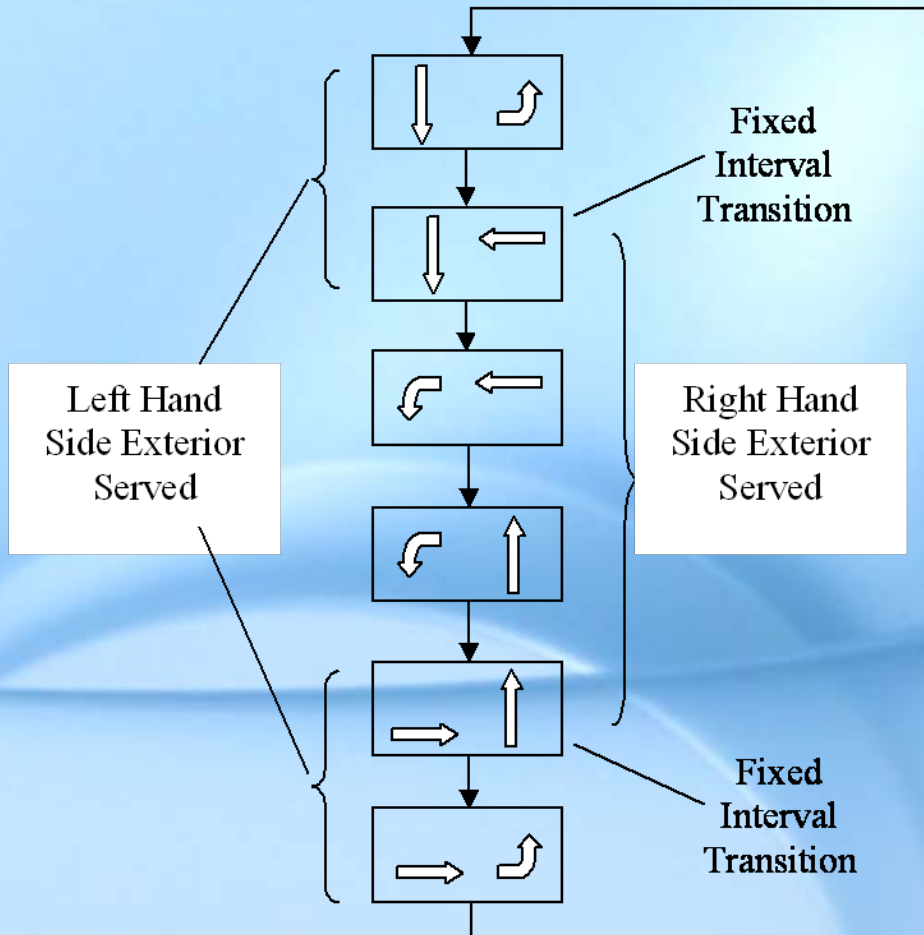 Fixed
Interval
Transition
Left Hand
Side Exterior
Served
Right Hand
Side Exterior
Served
Fixed
Interval
Transition